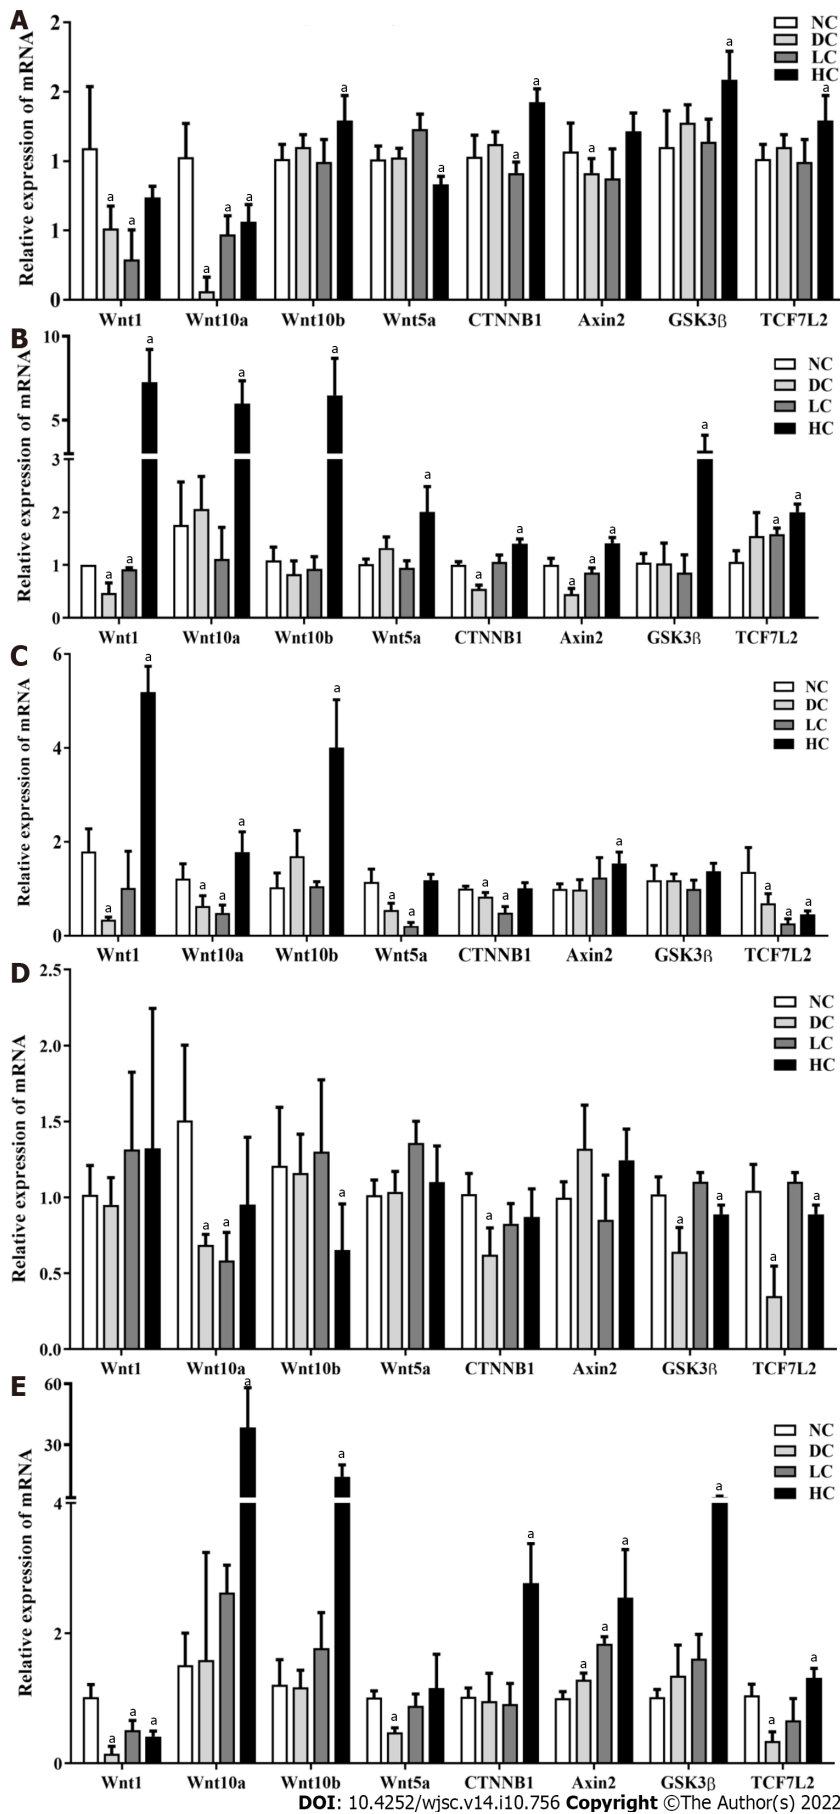 A
Relative expression of mRNA
2
2
1
1
0
NC
DC
LC
HC
a a a a a a a a a a a a a
Wnt1 Wnt10a Wnt10b Wnt5a CTNNB1 Axin2 GSK3β TCF7L2
B
Relative expression of mRNA
10
5
3
2
1
0
NC
DC
LC
HC
a a a a a a a a a a a a a a
Wnt1 Wnt10a Wnt10b Wnt5a CTNNB1 Axin2 GSK3β TCF7L2
C
Relative expression of mRNA
6
4
2
0
NC
DC
LC
HC
a a a a a a a a a a a a a a
Wnt1 Wnt10a Wnt10b Wnt5a CTNNB1 Axin2 GSK3β TCF7L2
D
Relative expression of mRNA
2.5
2.0
1.5
1.0
0.5
0.0
NC
DC
LC
HC
a a a a a a
Wnt1 Wnt10a Wnt10b Wnt5a CTNNB1 Axin2 GSK3β TCF7L2
E
Relative expression of mRNA
60
30
4
2
0
NC
DC
LC
HC
a a a a a a a a a a a a a
Wnt1 Wnt10a Wnt10b Wnt5a CTNNB1 Axin2 GSK3β TCF7L2
DOI: 10.4252/wjsc.v14.i10.756 Copyright ©The Author(s) 2022